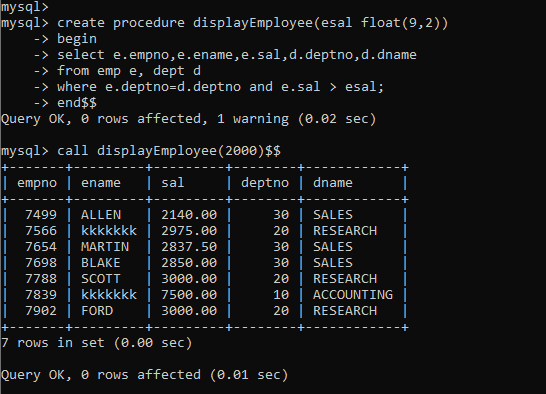 mysql>
mysql> create procedure displayEmployee(esal float(9,2))
    -> begin
    -> select e.empno,e.ename,e.sal,d.deptno,d.dname
    -> from emp e, dept d
    -> where e.deptno=d.deptno and e.sal > esal;
    -> end$$
Query OK, 0 rows affected, 1 warning (0.02 sec)

mysql> call displayEmployee(2000)$$
+-------+---------+---------+--------+------------+
| empno | ename   | sal     | deptno | dname      |
+-------+---------+---------+--------+------------+
|  7499 | ALLEN   | 2140.00 |     30 | SALES      |
|  7566 | kkkkkkk | 2975.00 |     20 | RESEARCH   |
|  7654 | MARTIN  | 2837.50 |     30 | SALES      |
|  7698 | BLAKE   | 2850.00 |     30 | SALES      |
|  7788 | SCOTT   | 3000.00 |     20 | RESEARCH   |
|  7839 | kkkkkkk | 7500.00 |     10 | ACCOUNTING |
|  7902 | FORD    | 3000.00 |     20 | RESEARCH   |
+-------+---------+---------+--------+------------+
7 rows in set (0.00 sec)

Query OK, 0 rows affected (0.01 sec)